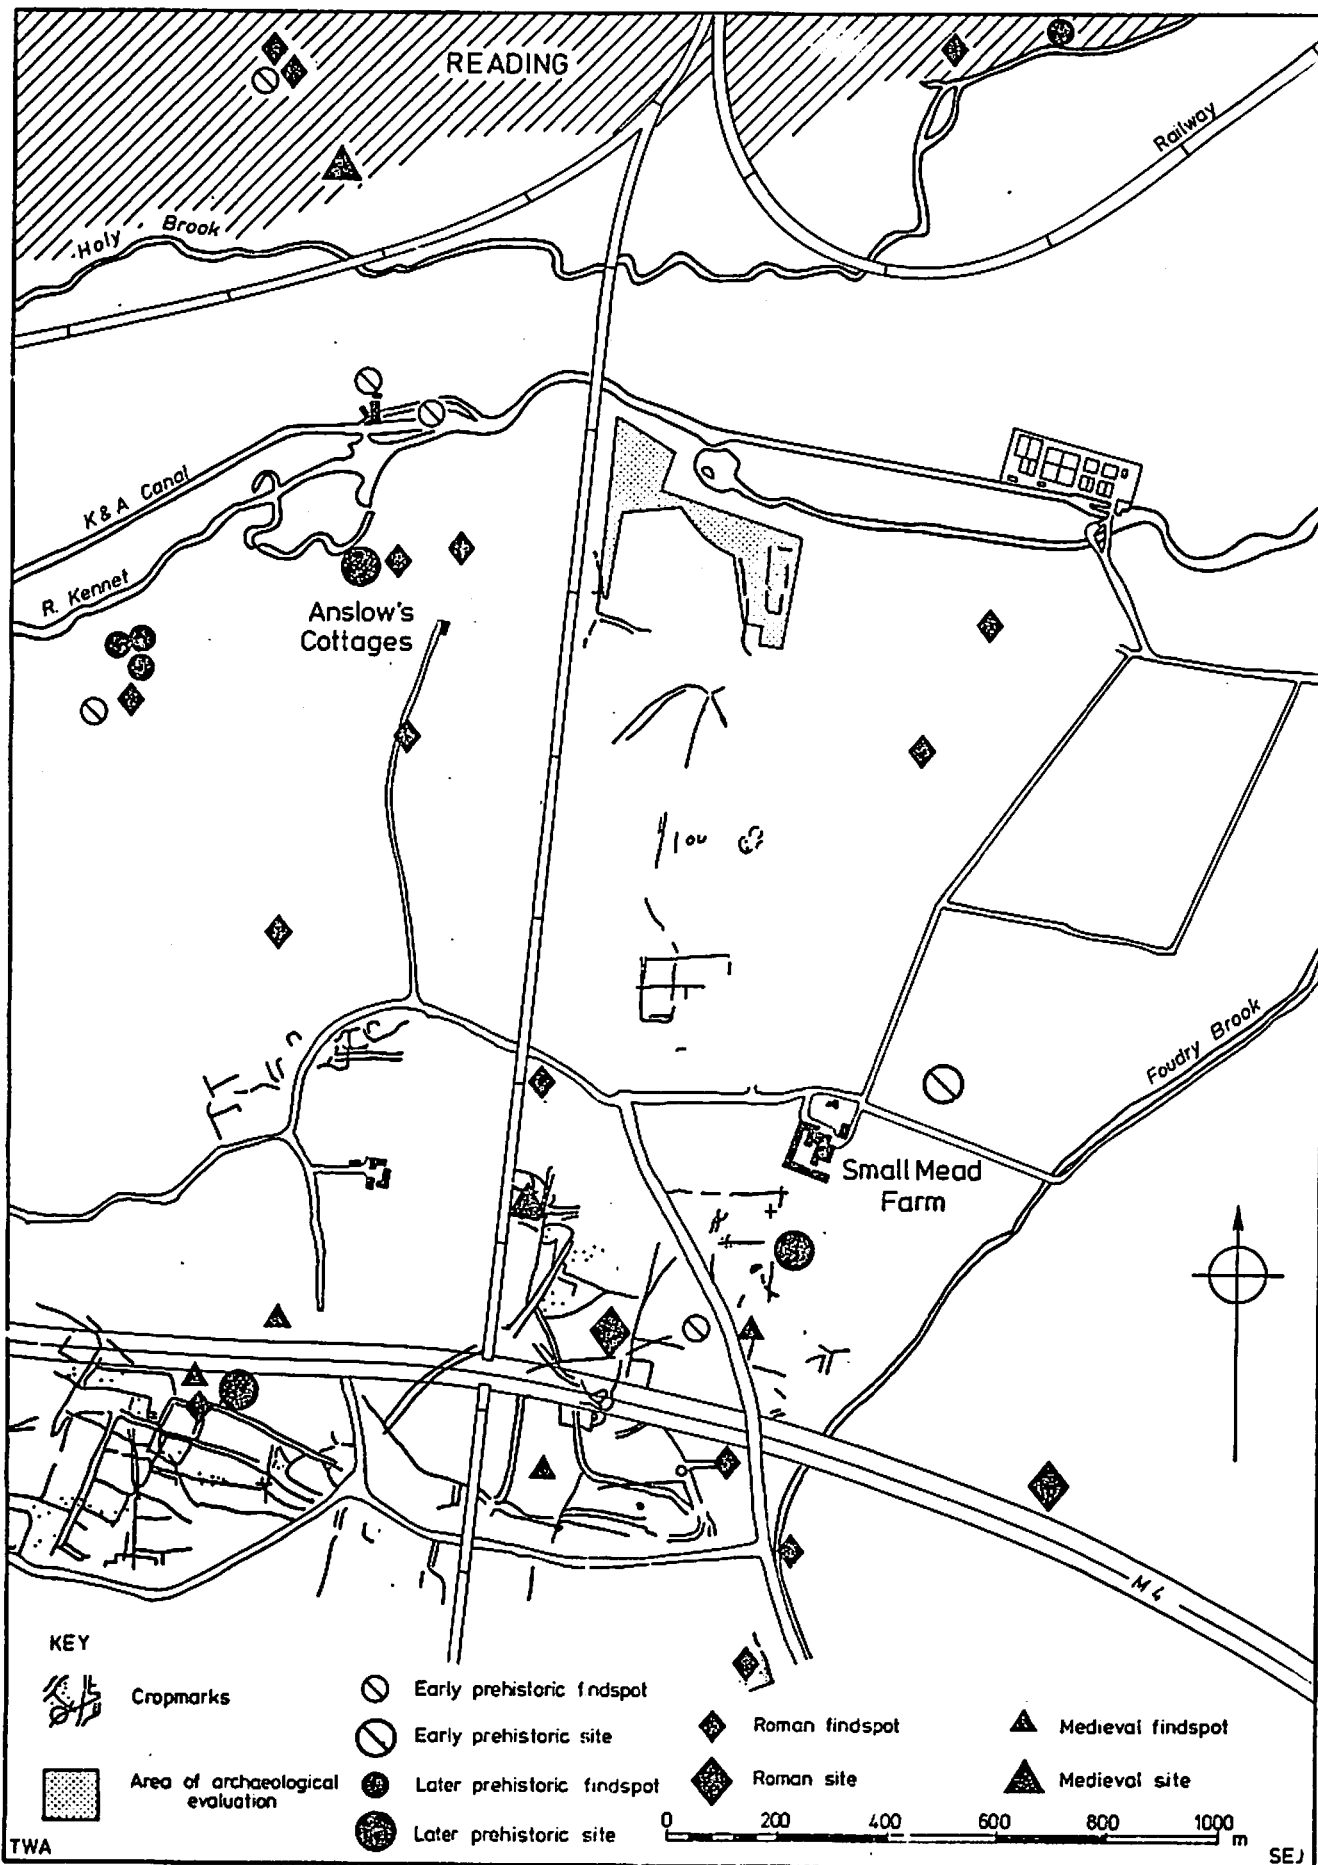 READING
Railway
Holy Brook
K & A Canal
R. Kennet
Anslow's
Cottages
Foudry Brook
Small Mead
Farm
M 4
KEY
Cropmarks
Area of archaeological
evaluation
Early prehistoric findspot
Early prehistoric site
Later prehistoric findspot
Later prehistoric site
Roman findspot
Roman site
Medieval findspot
Medieval site
0 200 400 600 800 1000 m
TWA
SEJ